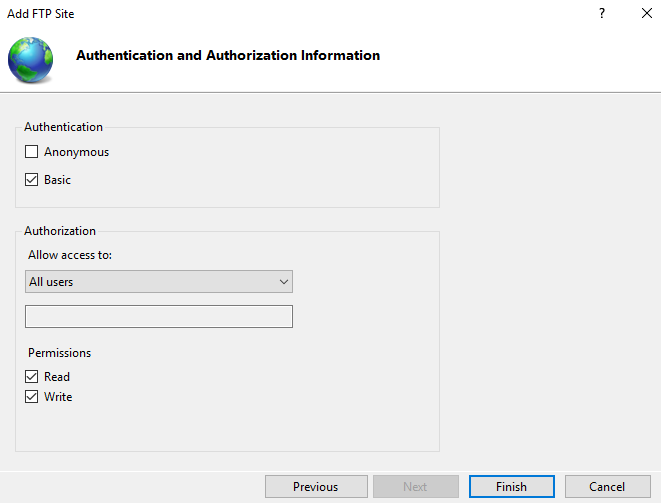 Add FTP Site
?
Authentication and Authorization Information
Authentication
Anonymous
Basic
Authorization
Allow access to:
All users
Permissions
Read
Write
Previous Next Finish Cancel